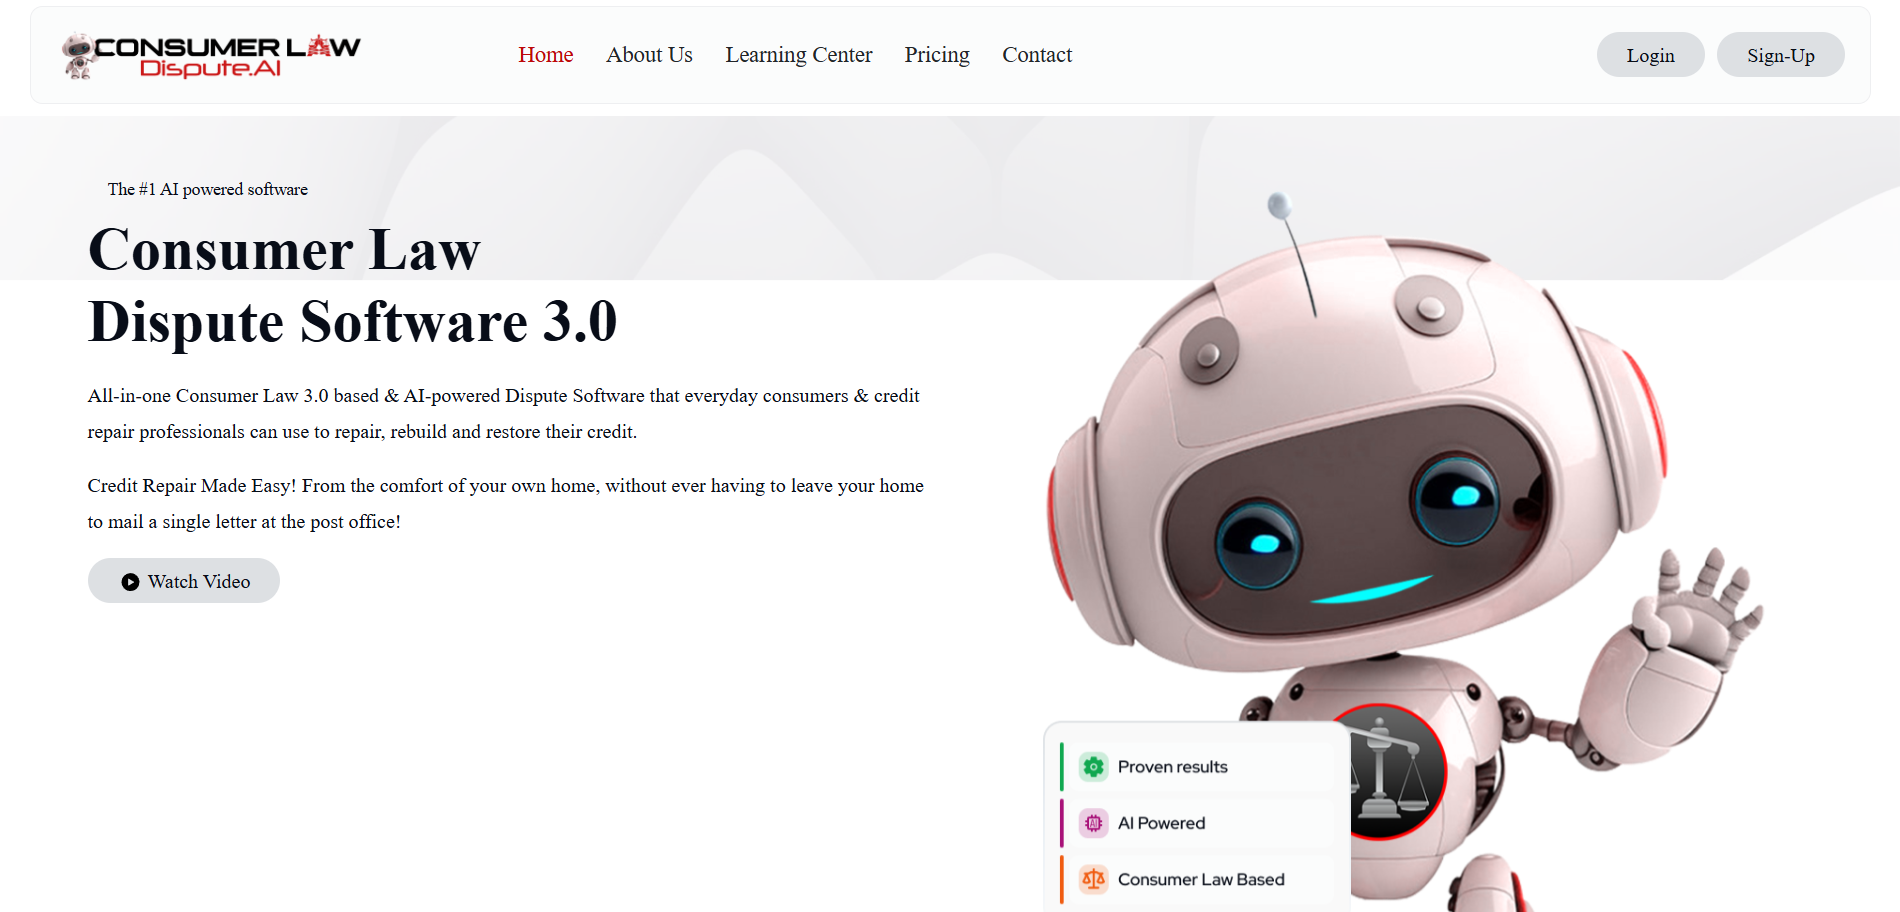 CONSUMER LAW
Dispute.AI
Home
About Us
Learning Center
Pricing
Contact
Login
Sign-Up
The #1 AI powered software
Consumer Law
Dispute Software 3.0
All-in-one Consumer Law 3.0 based & AI-powered Dispute Software that everyday consumers & credit
repair professionals can use to repair, rebuild and restore their credit.
Credit Repair Made Easy! From the comfort of your own home, without ever having to leave your home
to mail a single letter at the post office!
Watch Video
Proven results
AI
AI Powered
Consumer Law Based